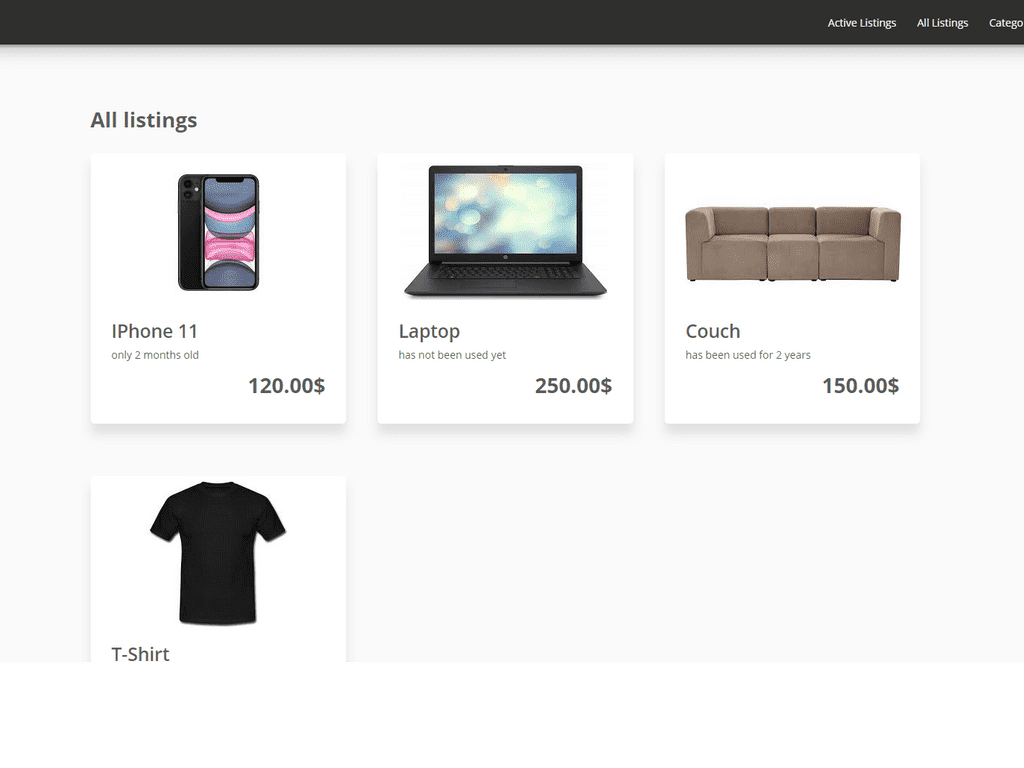 Active Listings All Listings Catego
All listings
IPhone 11
only 2 months old
120.00$
Laptop
has not been used yet
250.00$
Couch
has been used for 2 years
150.00$
T-Shirt